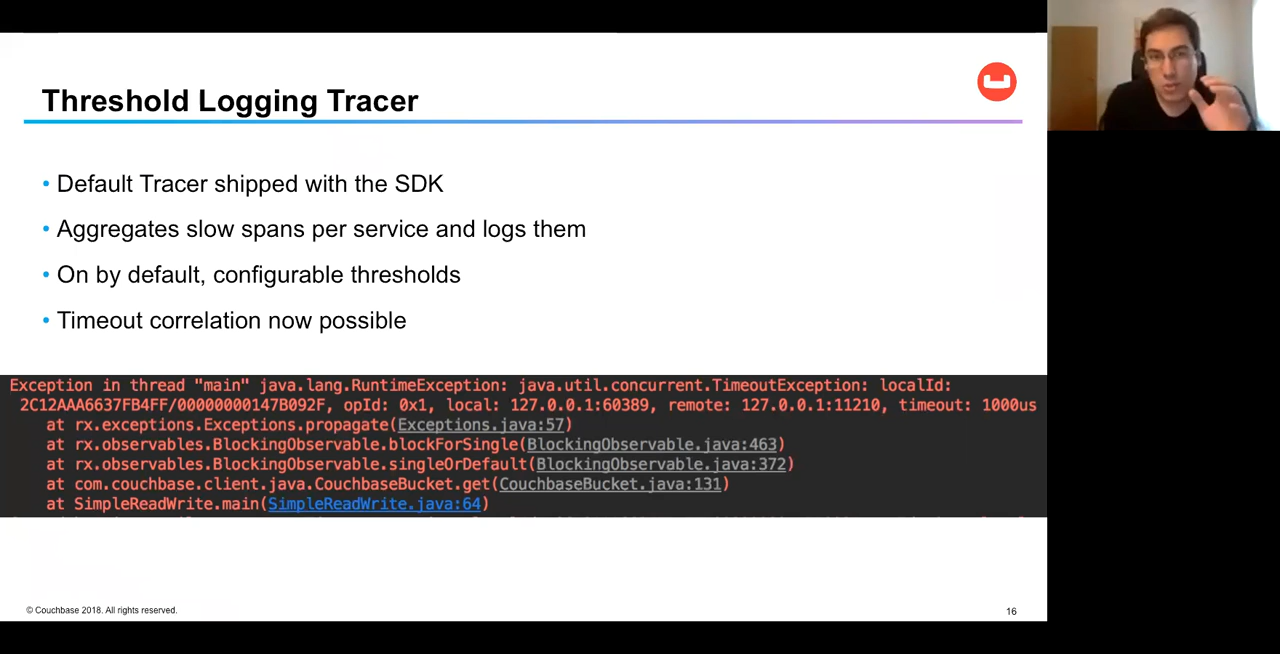 Threshold Logging Tracer
• Default Tracer shipped with the SDK
• Aggregates slow spans per service and logs them
• On by default, configurable thresholds
• Timeout correlation now possible
Exception in thread "main" java.lang.RuntimeException: java.util.concurrent.TimeoutException: localId:
2C12AAA6637FB4FF/00000000147B092F, opId: 0x1, local: 127.0.0.1:60389, remote: 127.0.0.1:11210, timeout: 1000us
at rx.exceptions.Exceptions.propagate(Exceptions.java:57)
at rx.observables.BlockingObservable.blockForSingle(BlockingObservable.java:463)
at rx.observables.BlockingObservable.singleOrDefault(BlockingObservable.java:372)
at com.couchbase.client.java.CouchbaseBucket.get(CouchbaseBucket.java:131)
at SimpleReadWrite.main(SimpleReadWrite.java:64)
© Couchbase 2018. All rights reserved.
16